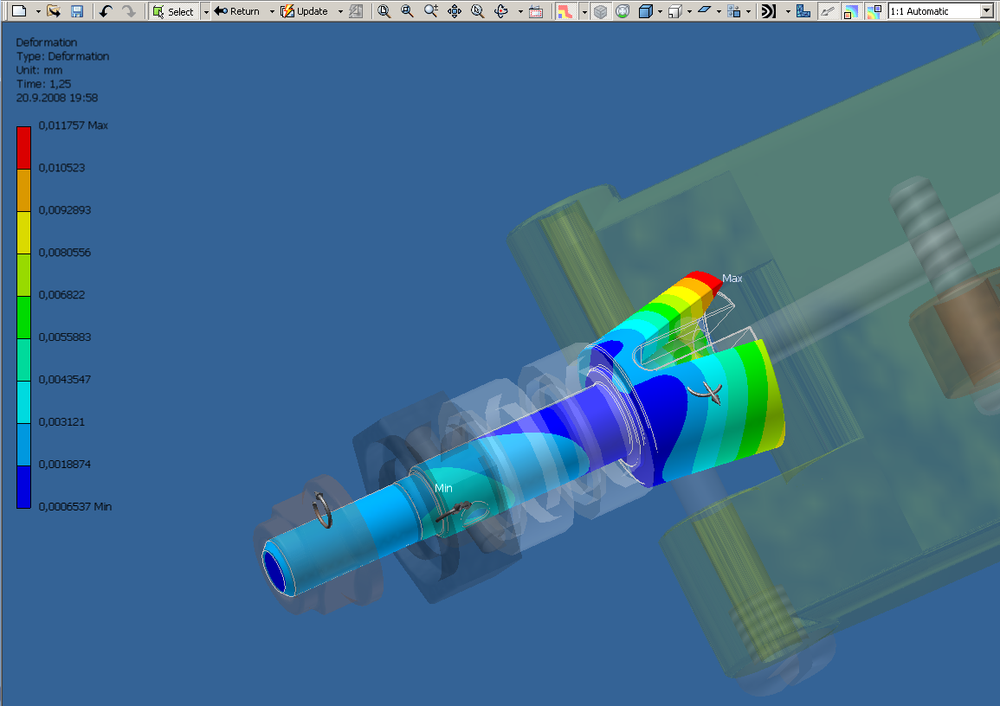 Select Return Update 1:1 Automatic
Deformation
Type: Deformation
Unit: mm
Time: 1,25
20.9.2008 19:58
0,011757 Max
0,010523
0,0092893
0,0080556
0,006822
0,0055883
0,0043547
0,003121
0,0018874
0,0006537 Min
Max
Min